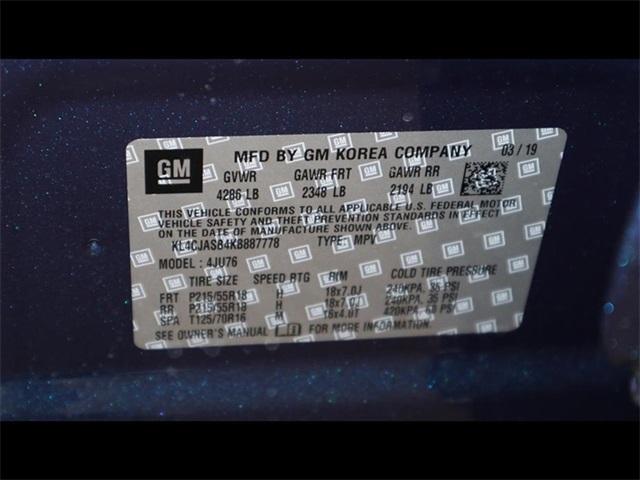 GM MFD BY GM KOREA COMPANY 03/19
GVWR GAWR FRT GAWR RR
4286 LB 2348 LB 2194 LB
THIS VEHICLE CONFORMS TO ALL APPLICABLE U.S. FEDERAL MOTOR
VEHICLE SAFETY AND THEFT PREVENTION STANDARDS IN EFFECT
ON THE DATE OF MANUFACTURE SHOWN ABOVE.
KL4CJASB4KB887778 TYPE: MPV
MODEL: 4JU76
TIRE SIZE SPEED RTG RIM COLD TIRE PRESSURE
FRT P215/55R18 H 18x7.0J 240KPA, 35 PSI
RR P215/55R18 H 18x7.0J 240KPA, 35 PSI
SPA T125/70R16 M 16x4.0T 420KPA, 60 PSI
SEE OWNER'S MANUAL FOR MORE INFORMATION.